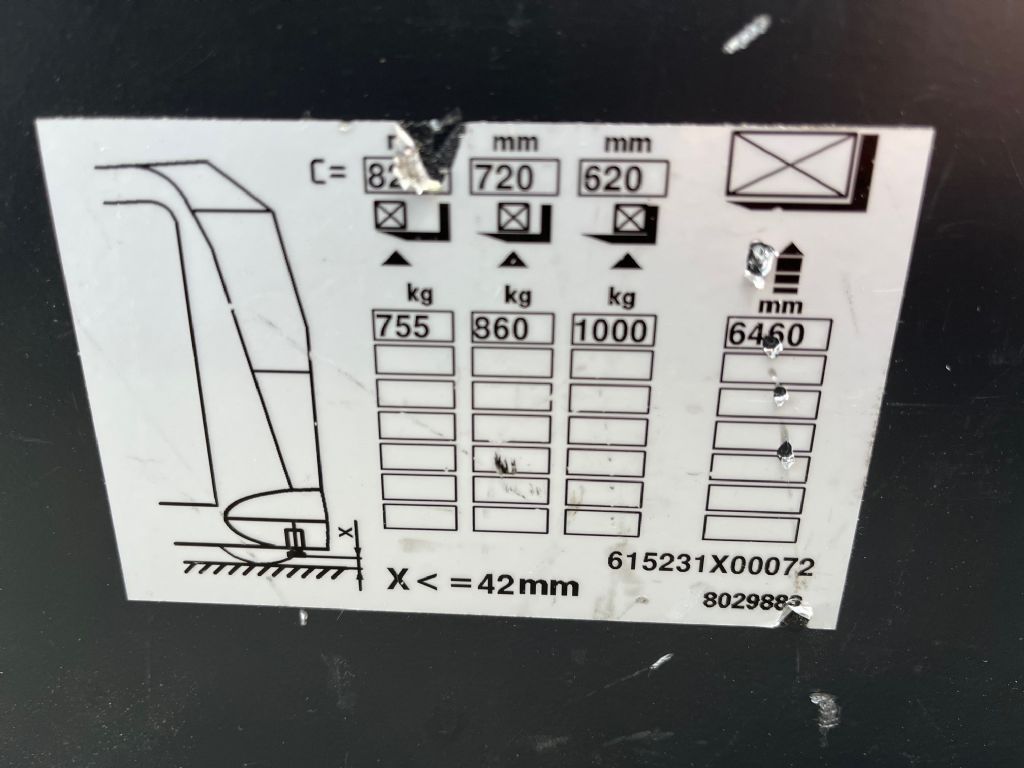 mm mm
C= 720 620
kg kg kg
mm
755 860 1000 6460
X
X < = 42mm
615231X00072